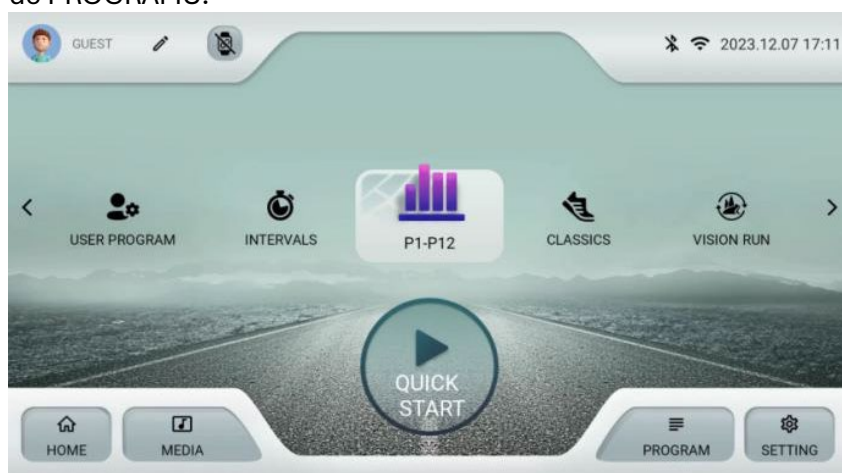 GUEST
2023.12.07 17:11
USER PROGRAM
INTERVALS
P1-P12
CLASSICS
VISION RUN
QUICK
START
HOME
MEDIA
PROGRAM
SETTING